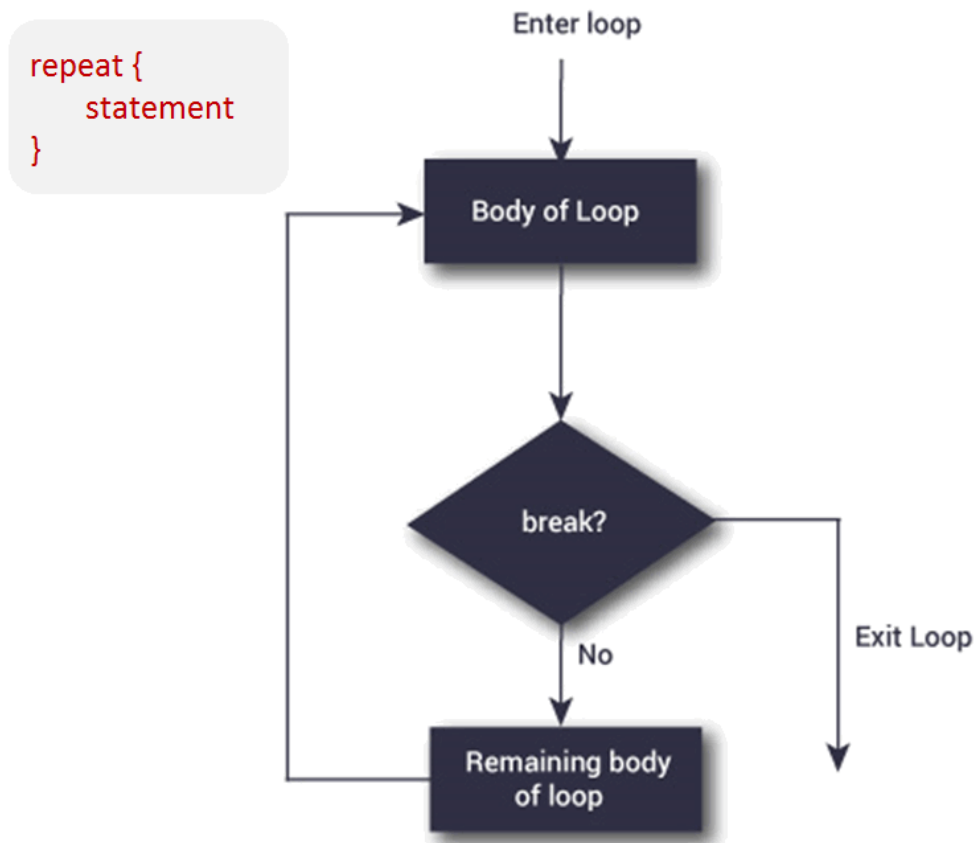 Enter loop
repeat {
statement
}
Body of Loop
break?
No
Exit Loop
Remaining body
of loop